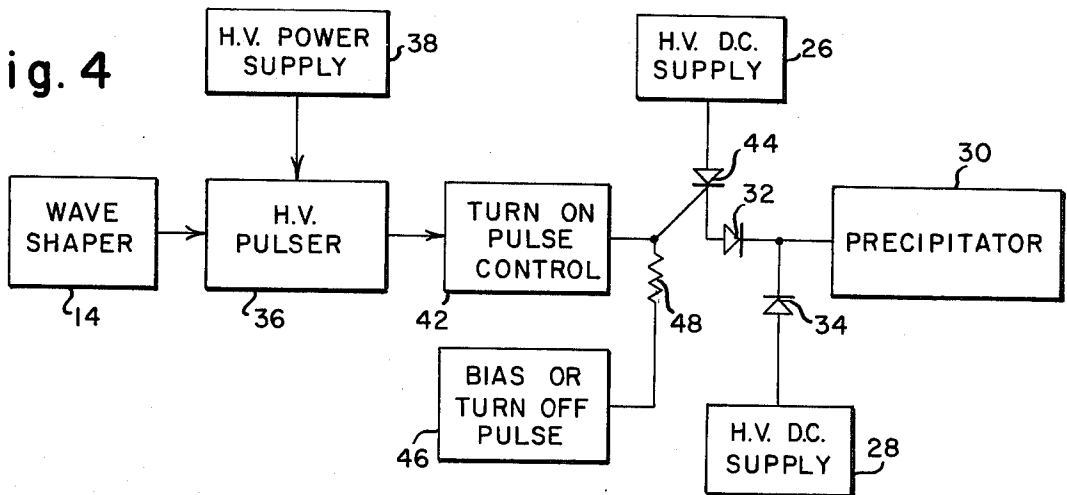 ig. 4
H.V. POWER
SUPPLY
38
H.V. D.C.
SUPPLY
26
44
30
WAVE
SHAPER
14
H.V.
PULSER
36
TURN ON
PULSE
CONTROL
42
32
PRECIPITATOR
48
34
BIAS OR
TURN OFF
PULSE
46
H.V. D.C.
SUPPLY
28